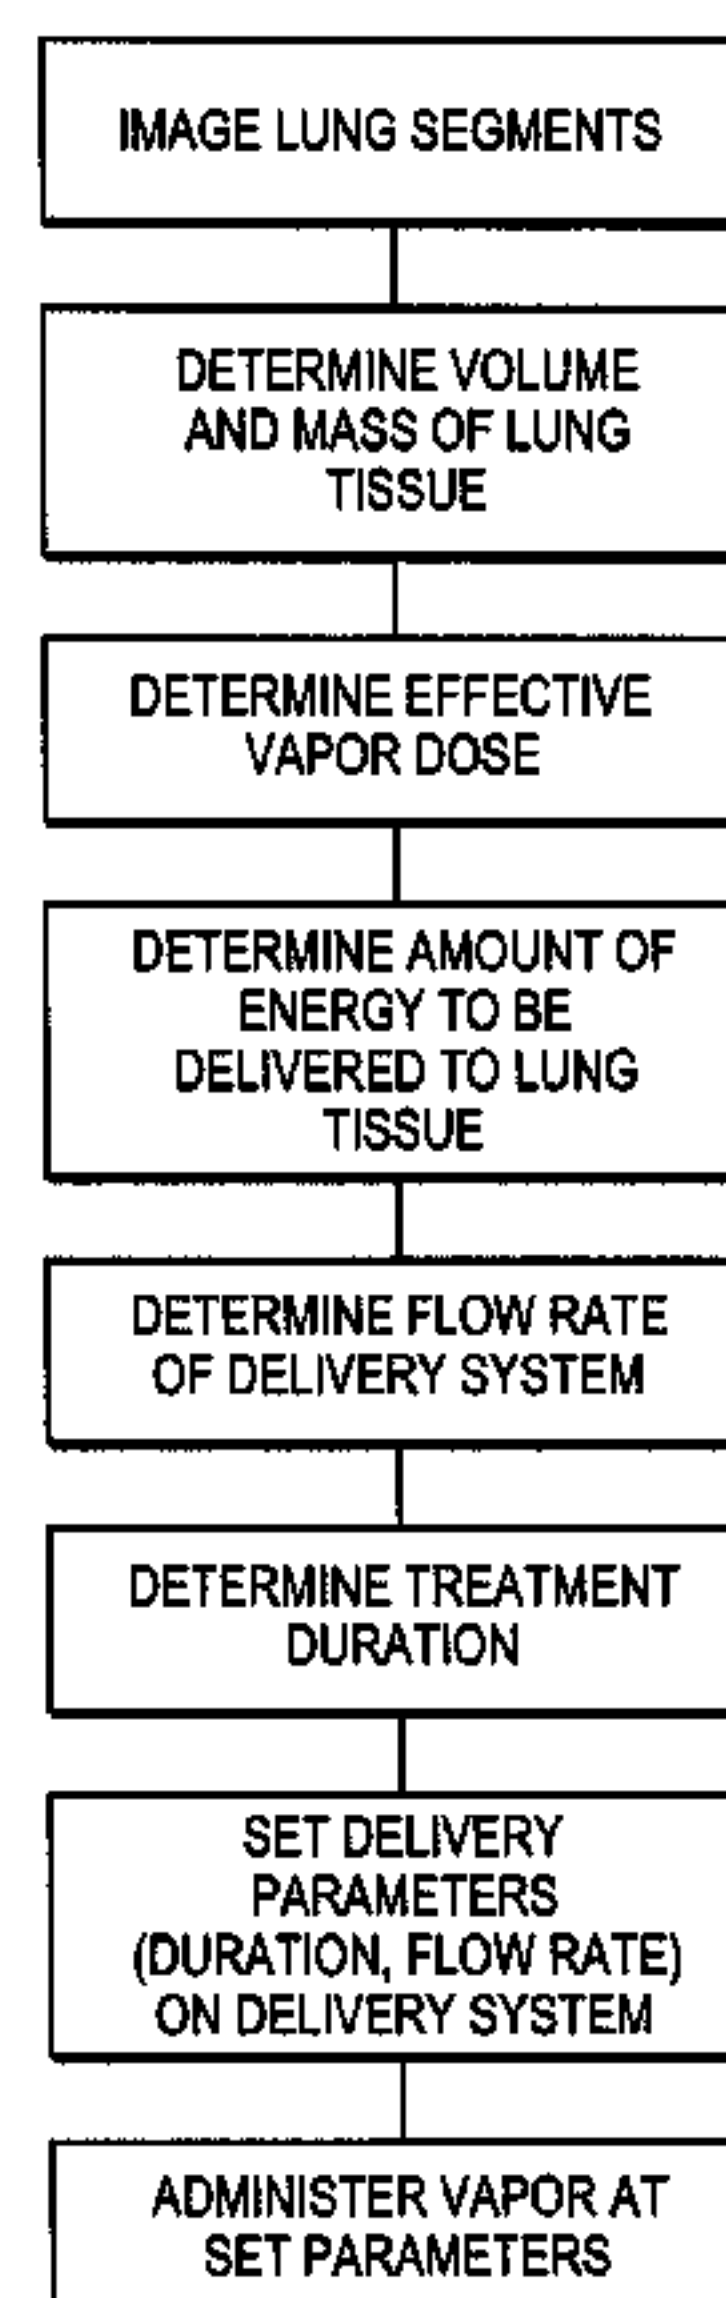 IMAGE LUNG SEGMENTS
DETERMINE VOLUME
AND MASS OF LUNG
TISSUE
DETERMINE EFFECTIVE
VAPOR DOSE
DETERMINE AMOUNT OF
ENERGY TO BE
DELIVERED TO LUNG
TISSUE
DETERMINE FLOW RATE
OF DELIVERY SYSTEM
DETERMINE TREATMENT
DURATION
SET DELIVERY
PARAMETERS
(DURATION, FLOW RATE)
ON DELIVERY SYSTEM
ADMINISTER VAPOR AT
SET PARAMETERS